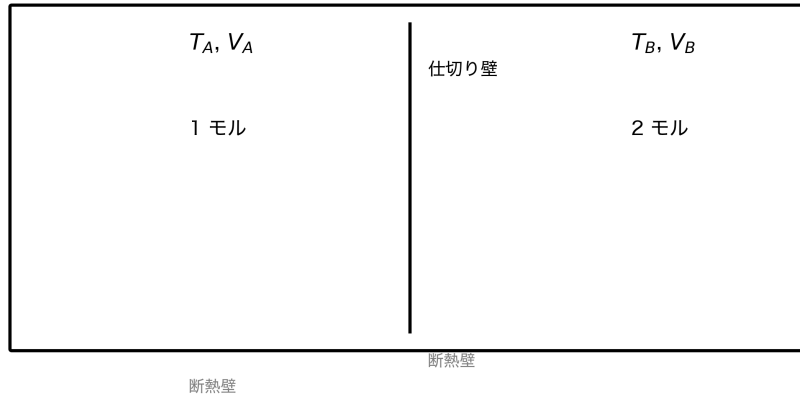 T_A, V_A
T_B, V_B
仕切り壁
1 モル
2 モル
断熱壁
断熱壁